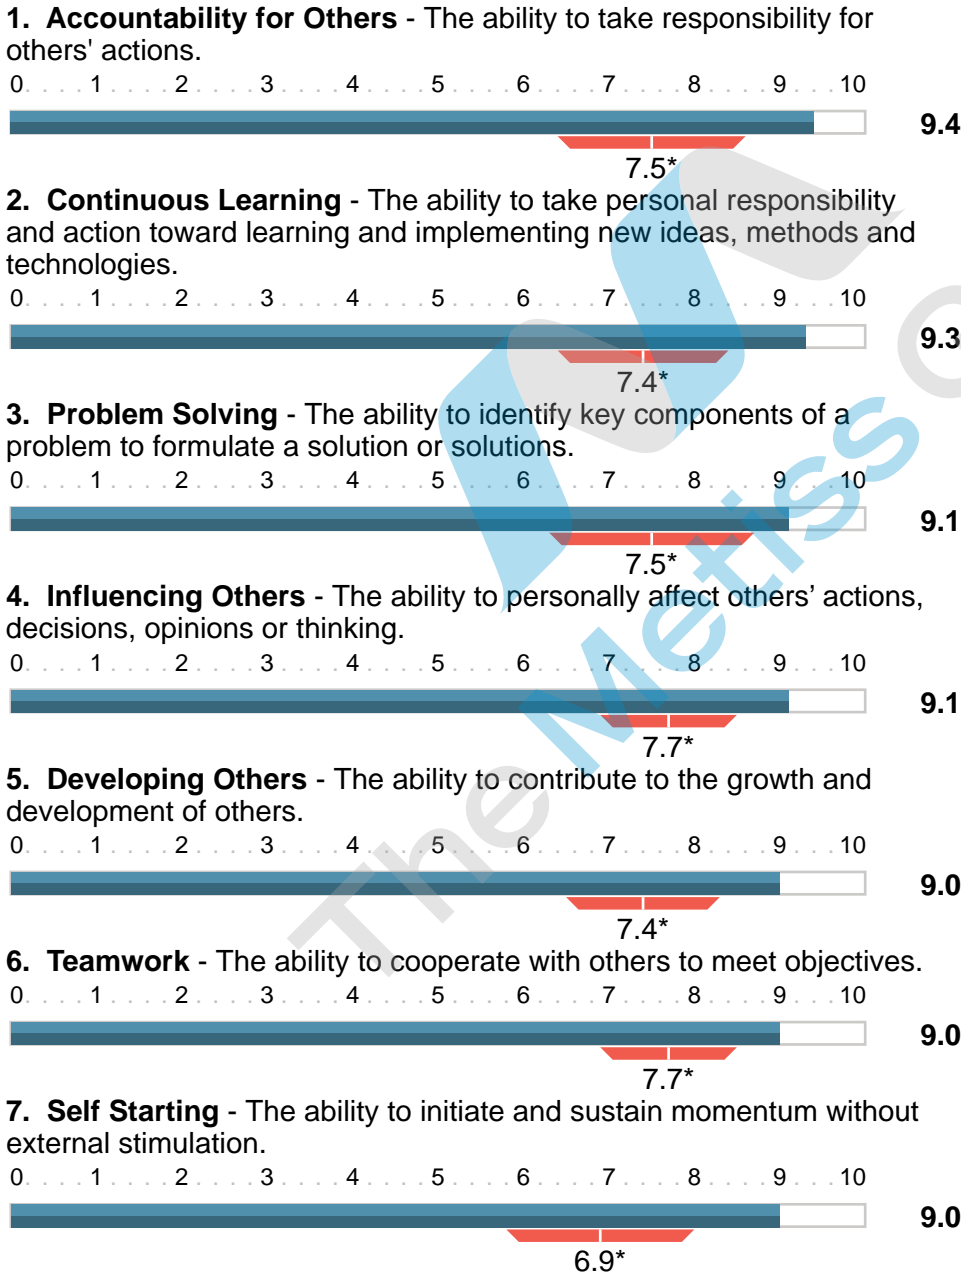 1. Accountability for Others - The ability to take responsibility for
others' actions.
0. . . . 1 . . . . 2 . . . . 3 . . . . 4 . . . . 5 . . . . 6 . . . . 7 . . . . 8 . . . . 9 . . . 10
9.4
7.5*
2. Continuous Learning - The ability to take personal responsibility
and action toward learning and implementing new ideas, methods and
technologies.
0. . . . 1 . . . . 2 . . . . 3 . . . . 4 . . . . 5 . . . . 6 . . . . 7 . . . . 8 . . . . 9 . . . 10
9.3
7.4*
3. Problem Solving - The ability to identify key components of a
problem to formulate a solution or solutions.
0. . . . 1 . . . . 2 . . . . 3 . . . . 4 . . . . 5 . . . . 6 . . . . 7 . . . . 8 . . . . 9 . . . 10
9.1
7.5*
4. Influencing Others - The ability to personally affect others’ actions,
decisions, opinions or thinking.
0. . . . 1 . . . . 2 . . . . 3 . . . . 4 . . . . 5 . . . . 6 . . . . 7 . . . . 8 . . . . 9 . . . 10
9.1
7.7*
5. Developing Others - The ability to contribute to the growth and
development of others.
0. . . . 1 . . . . 2 . . . . 3 . . . . 4 . . . . 5 . . . . 6 . . . . 7 . . . . 8 . . . . 9 . . . 10
9.0
7.4*
6. Teamwork - The ability to cooperate with others to meet objectives.
0. . . . 1 . . . . 2 . . . . 3 . . . . 4 . . . . 5 . . . . 6 . . . . 7 . . . . 8 . . . . 9 . . . 10
9.0
7.7*
7. Self Starting - The ability to initiate and sustain momentum without
external stimulation.
0. . . . 1 . . . . 2 . . . . 3 . . . . 4 . . . . 5 . . . . 6 . . . . 7 . . . . 8 . . . . 9 . . . 10
9.0
6.9*
The Metiss